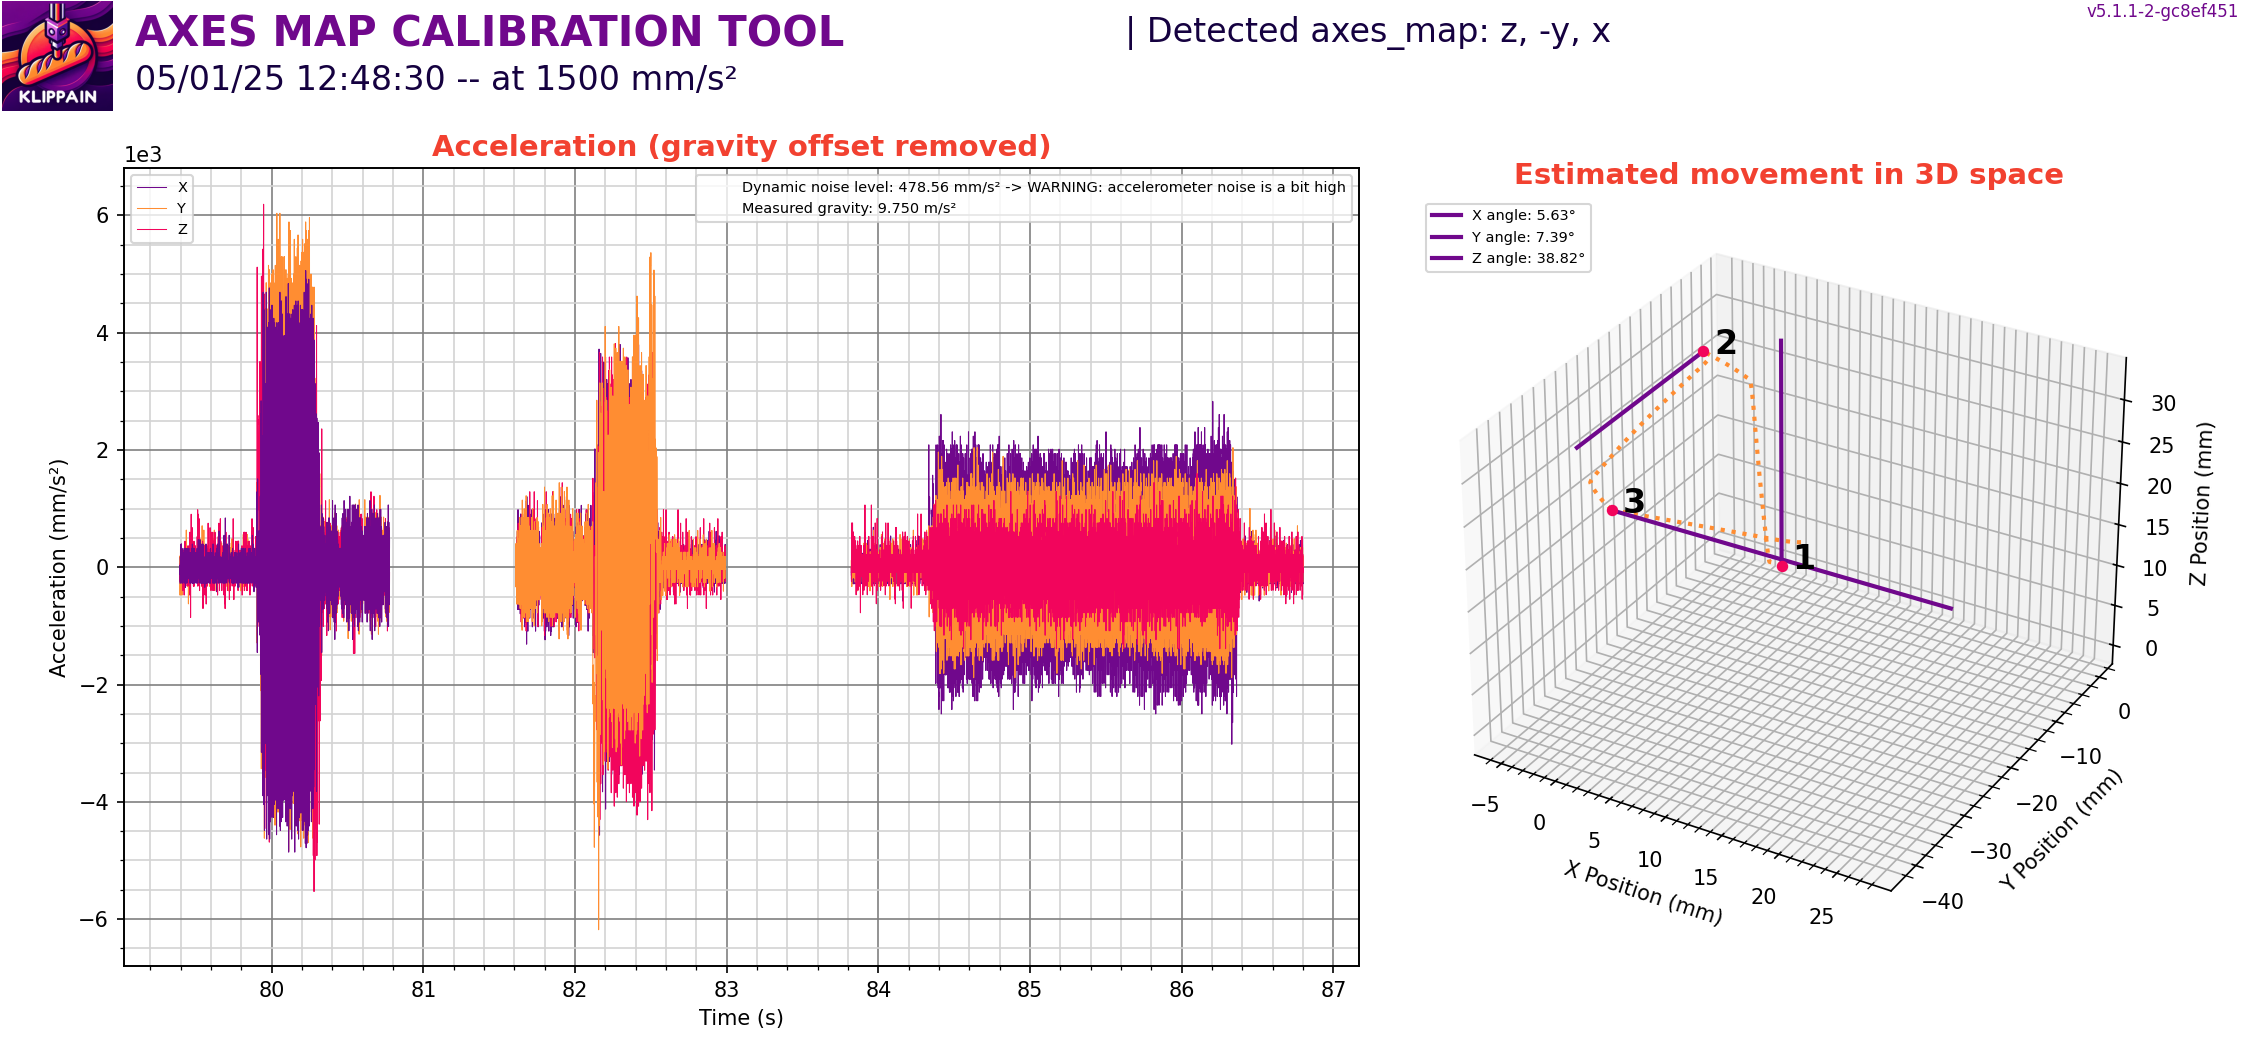 KLIPPAIN
AXES MAP CALIBRATION TOOL
05/01/25 12:48:30 -- at 1500 mm/s²
| Detected axes_map: z, -y, x
v5.1.1-2-gc8ef451
Acceleration (gravity offset removed)
1e3
X
Y
Z
Dynamic noise level: 478.56 mm/s² -> WARNING: accelerometer noise is a bit high
Measured gravity: 9.750 m/s²
Acceleration (mm/s²)
6
4
2
0
−2
−4
−6
80
81
82
83
84
85
86
87
Time (s)
Estimated movement in 3D space
X angle: 5.63°
Y angle: 7.39°
Z angle: 38.82°
2
3
1
30
25
20
15
10
5
0
Z Position (mm)
0
−10
−20
−30
−40
Y Position (mm)
−5
0
5
10
15
20
25
X Position (mm)